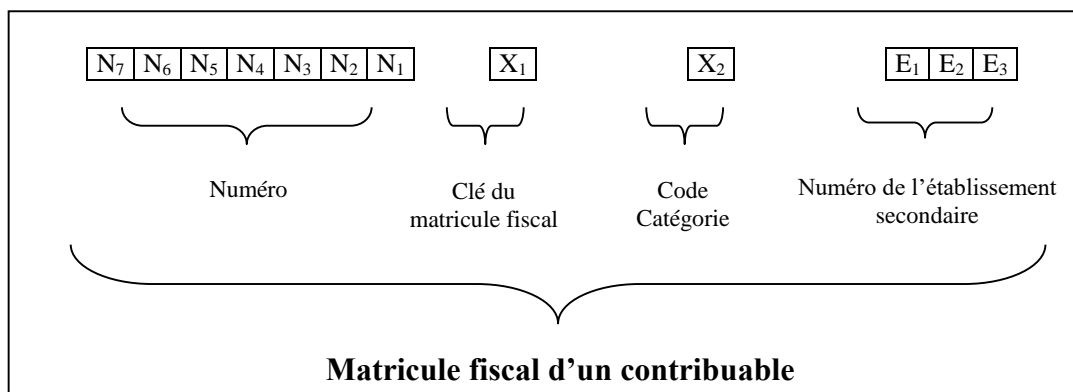 N₇ N₆ N₅ N₄ N₃ N₂ N₁ X₁ X₂ E₁ E₂ E₃
Numéro
Clé du
matricule fiscal
Code
Catégorie
Numéro de l’établissement
secondaire
Matricule fiscal d’un contribuable